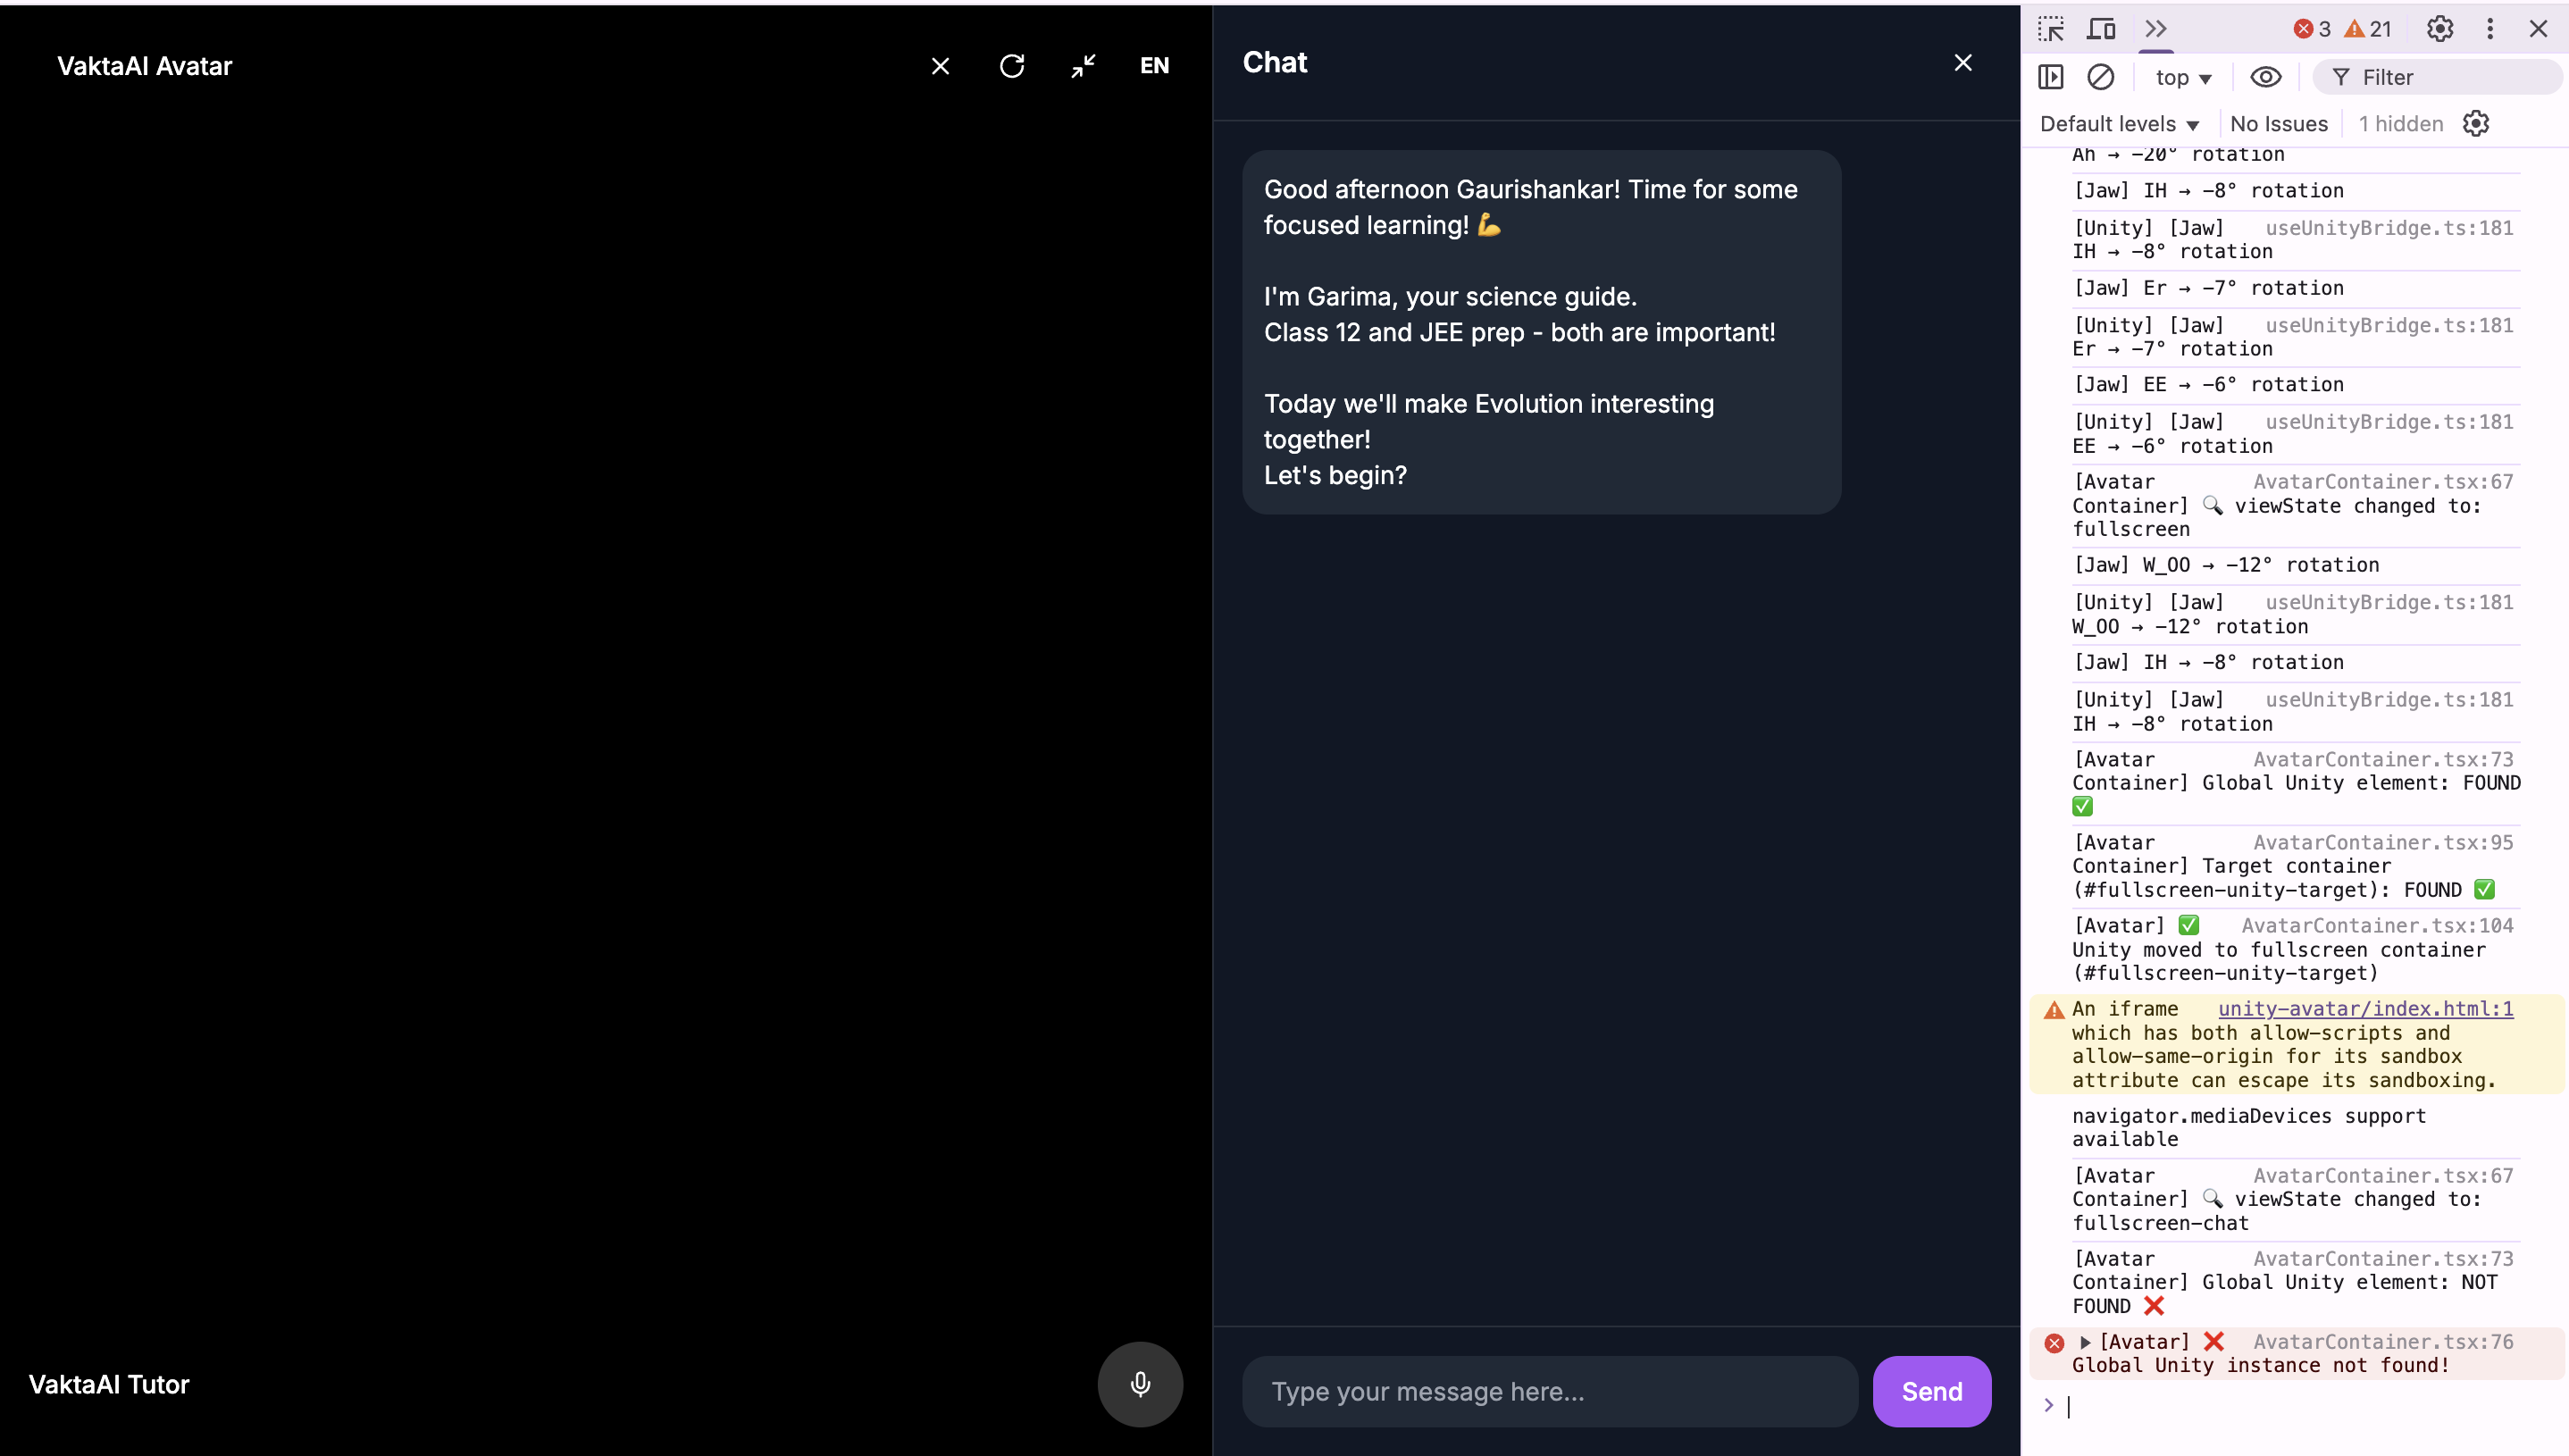 VaktaAI Avatar
EN
VaktaAI Tutor
Chat
Good afternoon Gaurishankar! Time for some
focused learning! 💪
I'm Garima, your science guide.
Class 12 and JEE prep - both are important!
Today we'll make Evolution interesting
together!
Let's begin?
Type your message here...
Send
3
21
top
Filter
Default levels
No Issues
1 hidden
Ah → −20° rotation
[Jaw] IH → −8° rotation
[Unity] [Jaw] useUnityBridge.ts:181
IH → −8° rotation
[Jaw] Er → −7° rotation
[Unity] [Jaw] useUnityBridge.ts:181
Er → −7° rotation
[Jaw] EE → −6° rotation
[Unity] [Jaw] useUnityBridge.ts:181
EE → −6° rotation
[Avatar AvatarContainer.tsx:67
Container] 🔍 viewState changed to:
fullscreen
[Jaw] W_OO → −12° rotation
[Unity] [Jaw] useUnityBridge.ts:181
W_OO → −12° rotation
[Jaw] IH → −8° rotation
[Unity] [Jaw] useUnityBridge.ts:181
IH → −8° rotation
[Avatar AvatarContainer.tsx:73
Container] Global Unity element: FOUND
✅
[Avatar AvatarContainer.tsx:95
Container] Target container
(#fullscreen-unity-target): FOUND ✅
[Avatar] ✅ AvatarContainer.tsx:104
Unity moved to fullscreen container
(#fullscreen-unity-target)
An iframe unity-avatar/index.html:1
which has both allow-scripts and
allow-same-origin for its sandbox
attribute can escape its sandboxing.
navigator.mediaDevices support
available
[Avatar AvatarContainer.tsx:67
Container] 🔍 viewState changed to:
fullscreen-chat
[Avatar AvatarContainer.tsx:73
Container] Global Unity element: NOT
FOUND ❌
[Avatar] ❌ AvatarContainer.tsx:76
Global Unity instance not found!